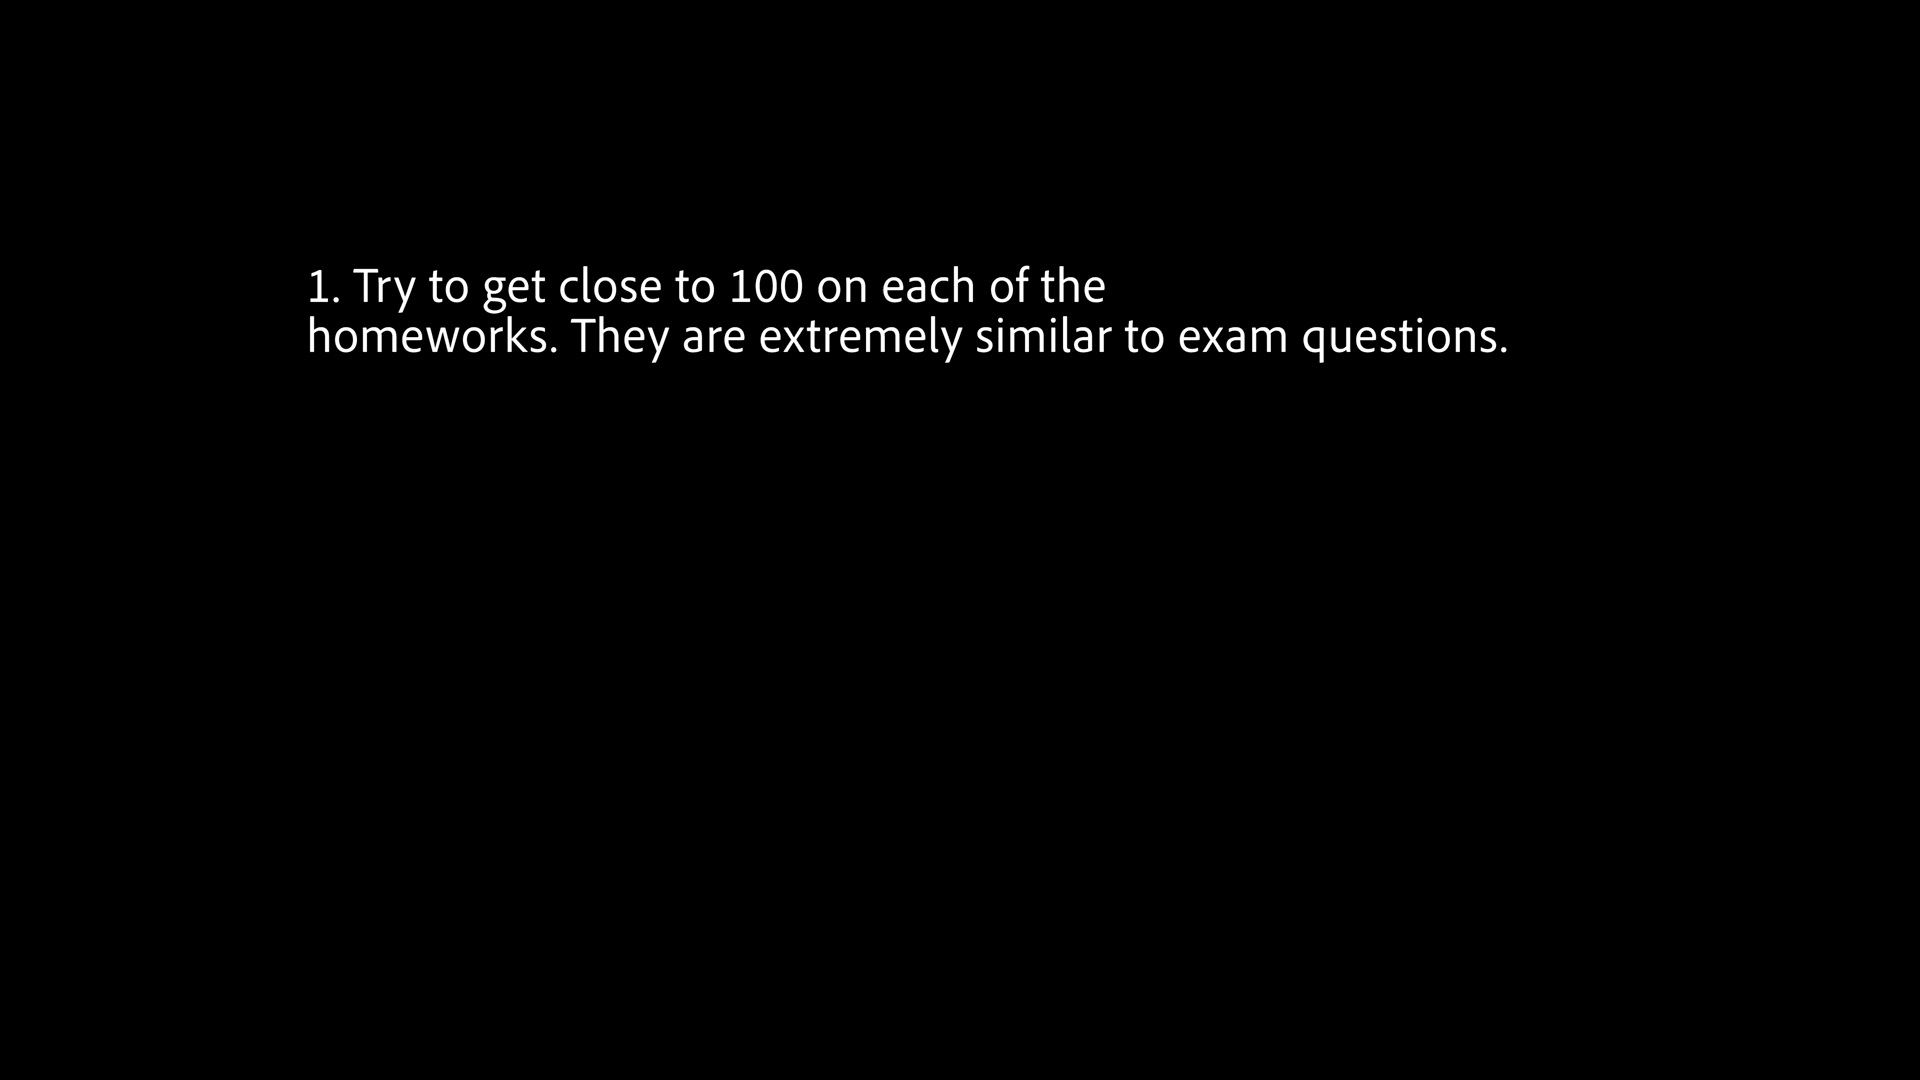 1. Try to get close to 100 on each of the
homeworks. They are extremely similar to exam questions.